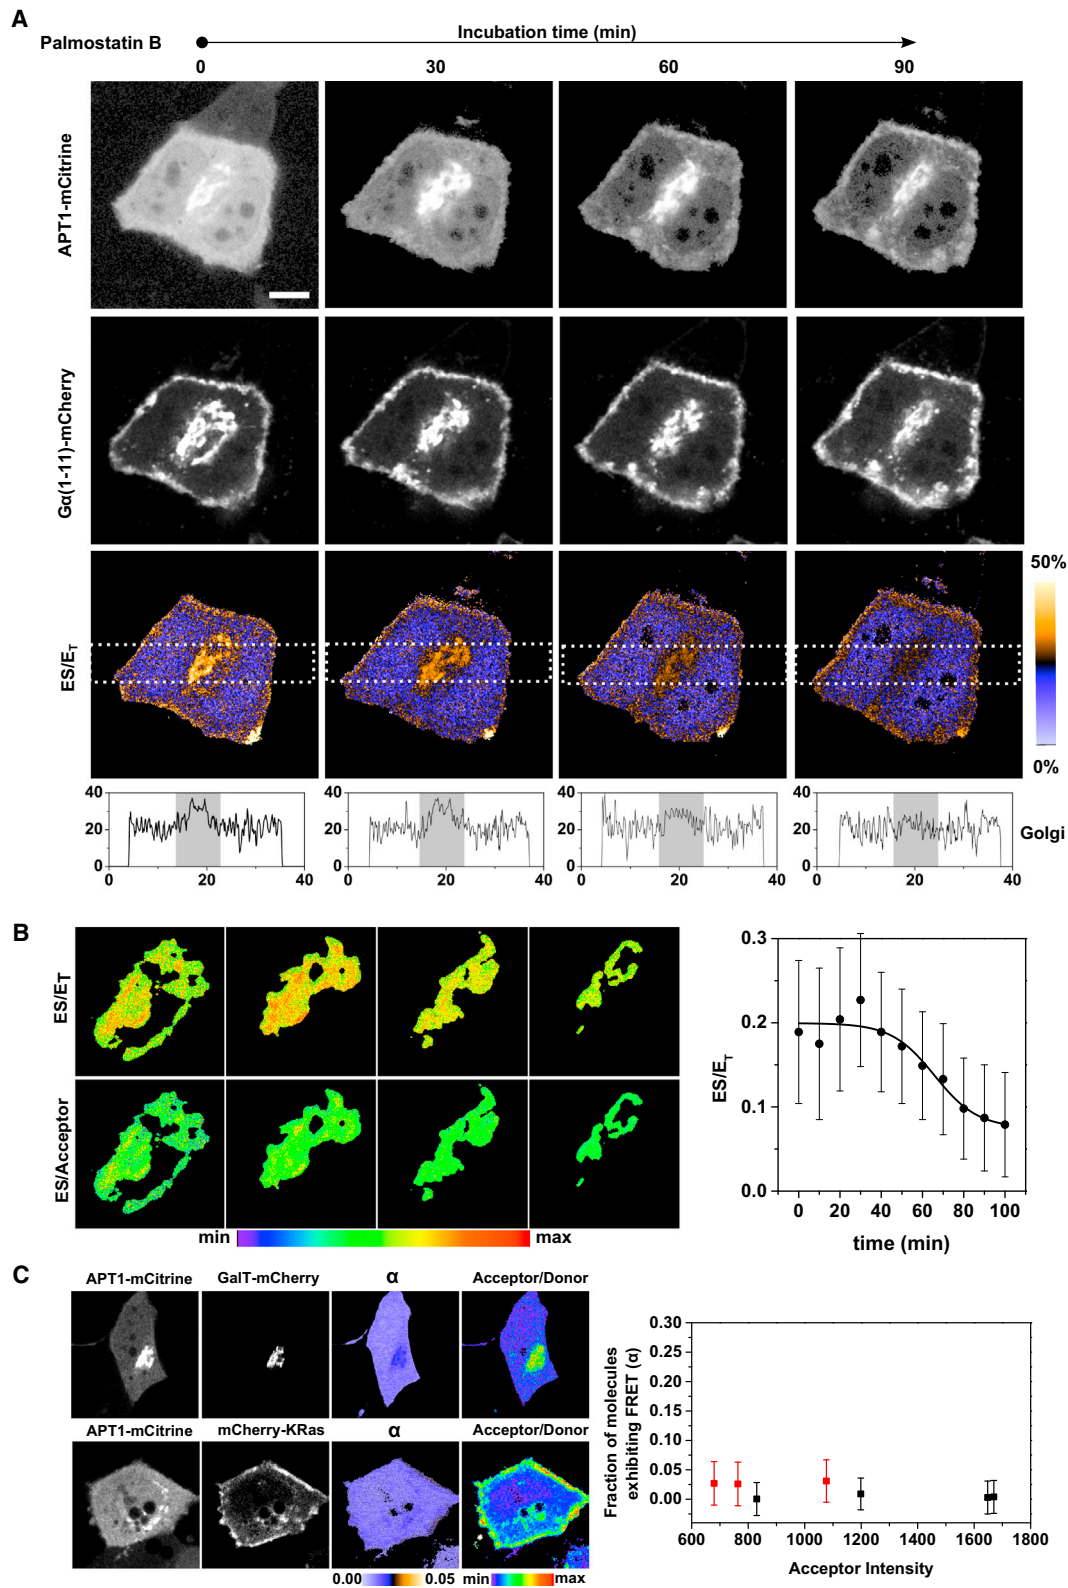 A
Palmostatin B
Incubation time (min)
0 30 60 90
APT1-mCitrine
Gα(1-11)-mCherry
ES/ET
50%
0%
40
20
0
0 20 40
40
20
0
0 20 40
40
20
0
0 20 40
40
20
0
0 20 40
Golgi
B
ES/ET
ES/Acceptor
min max
0.3
0.2
0.1
0.0
ES/ET
0 20 40 60 80 100
time (min)
C
APT1-mCitrine GalT-mCherry α Acceptor/Donor
APT1-mCitrine mCherry-KRas α Acceptor/Donor
0.00 0.05 min max
Fraction of molecules
exhibiting FRET (α)
0.30
0.25
0.20
0.15
0.10
0.05
0.00
600 800 1000 1200 1400 1600 1800
Acceptor Intensity